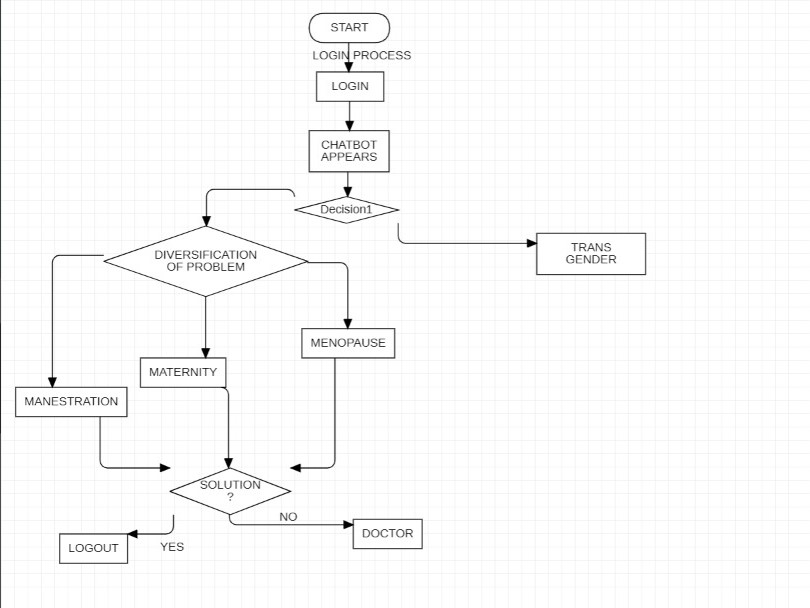 START
LOGIN PROCESS
LOGIN
CHATBOT
APPEARS
Decision1
DIVERSIFICATION
OF PROBLEM
TRANS
GENDER
MENOPAUSE
MATERNITY
MANESTRATION
SOLUTION
?
NO
DOCTOR
LOGOUT
YES